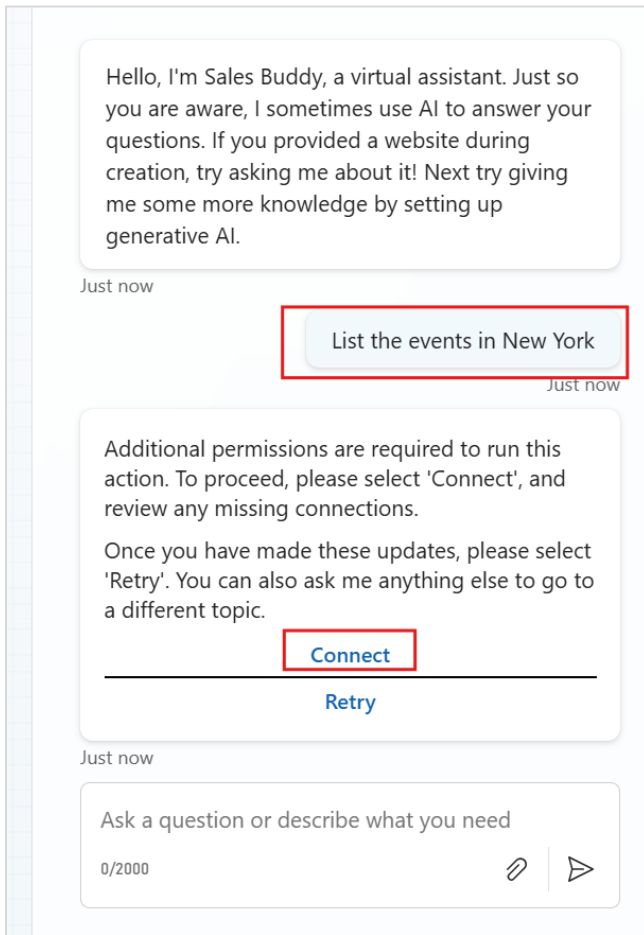 Hello, I'm Sales Buddy, a virtual assistant. Just so
you are aware, I sometimes use AI to answer your
questions. If you provided a website during
creation, try asking me about it! Next try giving
me some more knowledge by setting up
generative AI.
Just now
List the events in New York
Just now
Additional permissions are required to run this
action. To proceed, please select 'Connect', and
review any missing connections.
Once you have made these updates, please select
'Retry'. You can also ask me anything else to go to
a different topic.
Connect
Retry
Just now
Ask a question or describe what you need
0/2000